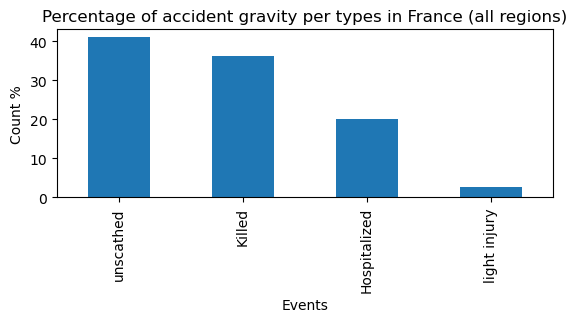 Percentage of accident gravity per types in France (all regions)
Count %
40
30
20
10
0
unscathed
Killed
Hospitalized
light injury
Events